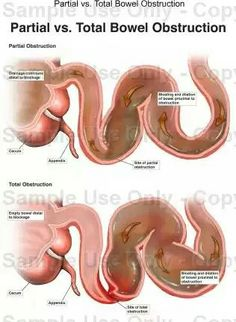 Partial vs. Total Bowel Obstruction
Partial vs. Total Bowel Obstruction
Sample Use Only - Copy
Partial Obstruction
Drainage continues
distal to blockage
Bloating and dilation
of bowel proximal to
obstruction
Cecum
Appendix
Site of partial
obstruction
Total Obstruction
Empty bowel distal
to blockage
Bloating and dilation
of bowel proximal to
obstruction
Cecum
Appendix
Site of total
obstruction